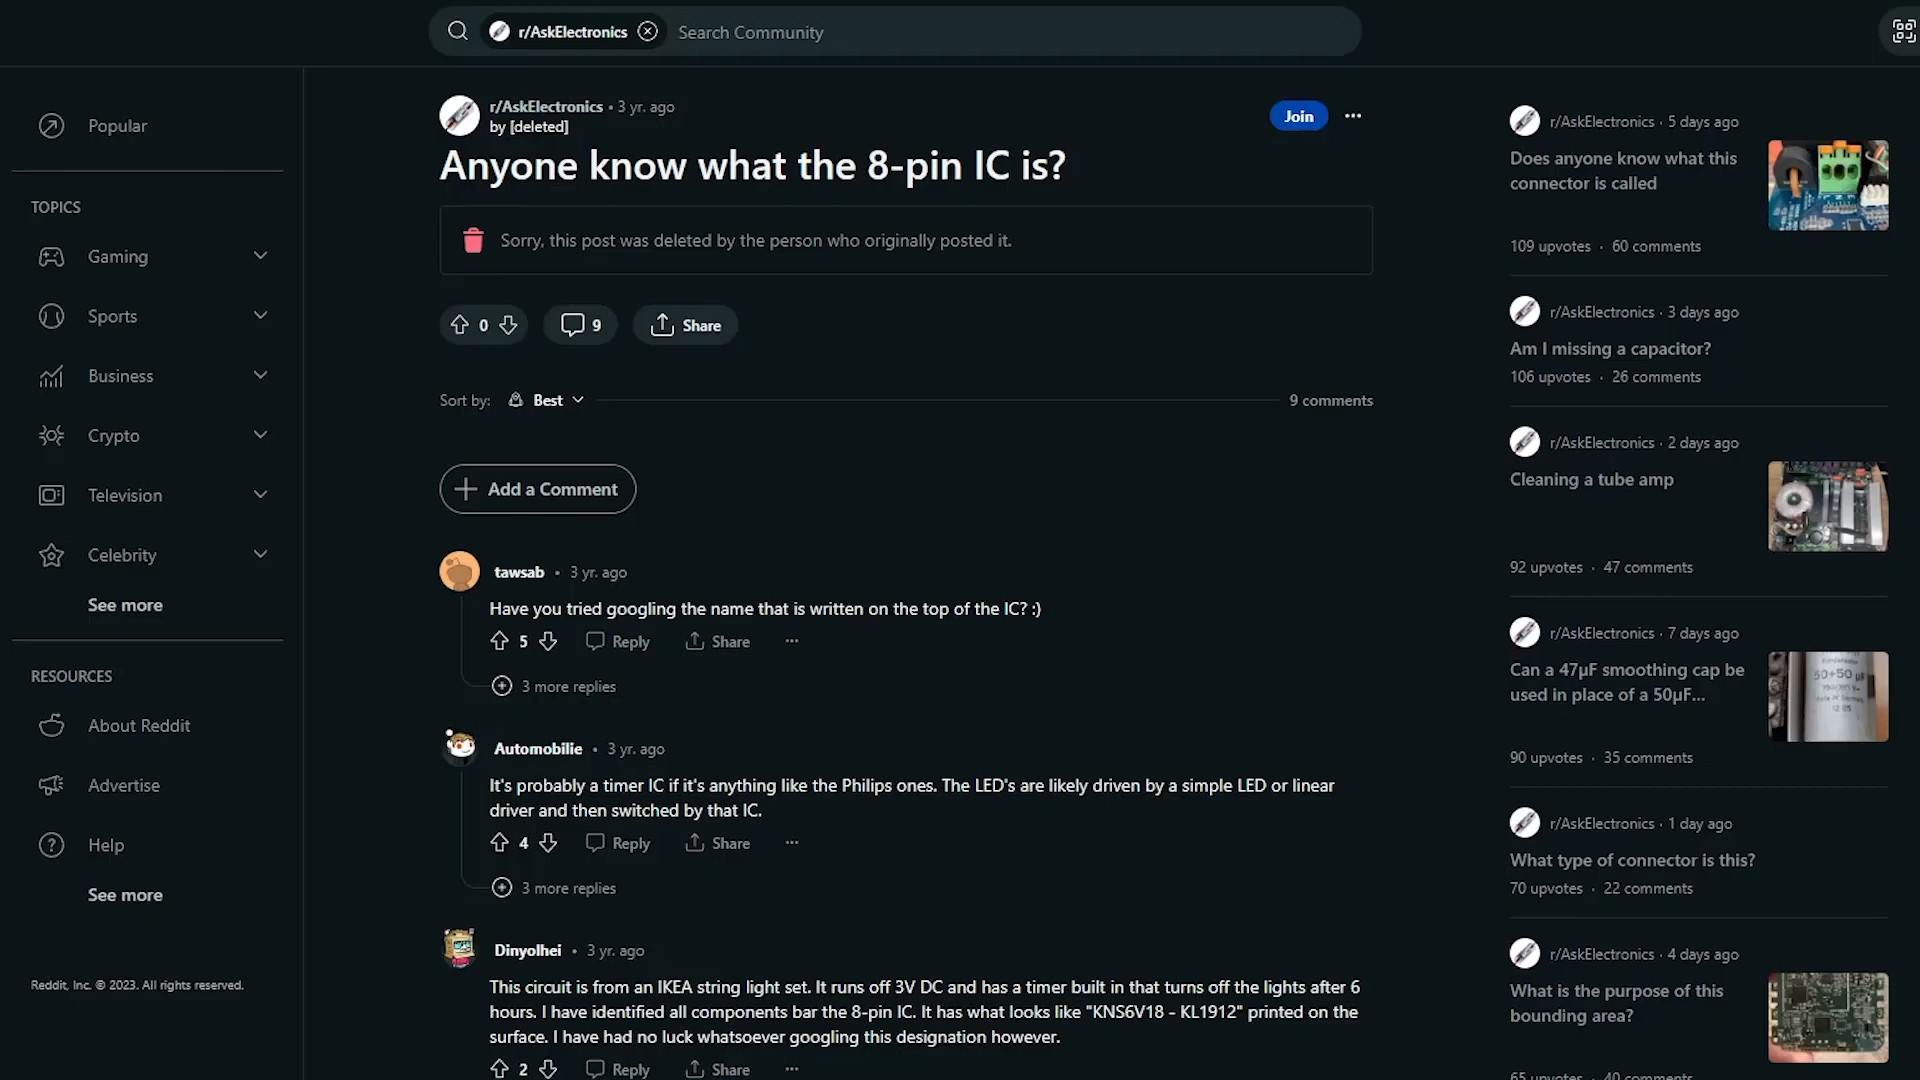 r/AskElectronics
Search Community
Popular
TOPICS
Gaming
Sports
Business
Crypto
Television
Celebrity
See more
RESOURCES
About Reddit
Advertise
Help
See more
Reddit, Inc. © 2023. All rights reserved.
r/AskElectronics • 3 yr. ago
by [deleted]
Join
Anyone know what the 8-pin IC is?
Sorry, this post was deleted by the person who originally posted it.
0 9 Share
Sort by: Best 9 comments
Add a Comment
tawsab • 3 yr. ago
Have you tried googling the name that is written on the top of the IC? :)
5 Reply Share
3 more replies
Automobilie • 3 yr. ago
It's probably a timer IC if it's anything like the Philips ones. The LED's are likely driven by a simple LED or linear
driver and then switched by that IC.
4 Reply Share
3 more replies
Dinyolhei • 3 yr. ago
This circuit is from an IKEA string light set. It runs off 3V DC and has a timer built in that turns off the lights after 6
hours. I have identified all components bar the 8-pin IC. It has what looks like "KNS6V18 - KL1912" printed on the
surface. I have had no luck whatsoever googling this designation however.
2 Reply Share
r/AskElectronics · 5 days ago
Does anyone know what this
connector is called
109 upvotes · 60 comments
r/AskElectronics · 3 days ago
Am I missing a capacitor?
106 upvotes · 26 comments
r/AskElectronics · 2 days ago
Cleaning a tube amp
92 upvotes · 47 comments
r/AskElectronics · 7 days ago
Can a 47µF smoothing cap be
used in place of a 50µF...
50+50 µF
90 upvotes · 35 comments
r/AskElectronics · 1 day ago
What type of connector is this?
70 upvotes · 22 comments
r/AskElectronics · 4 days ago
What is the purpose of this
bounding area?
65 upvotes · 40 comments